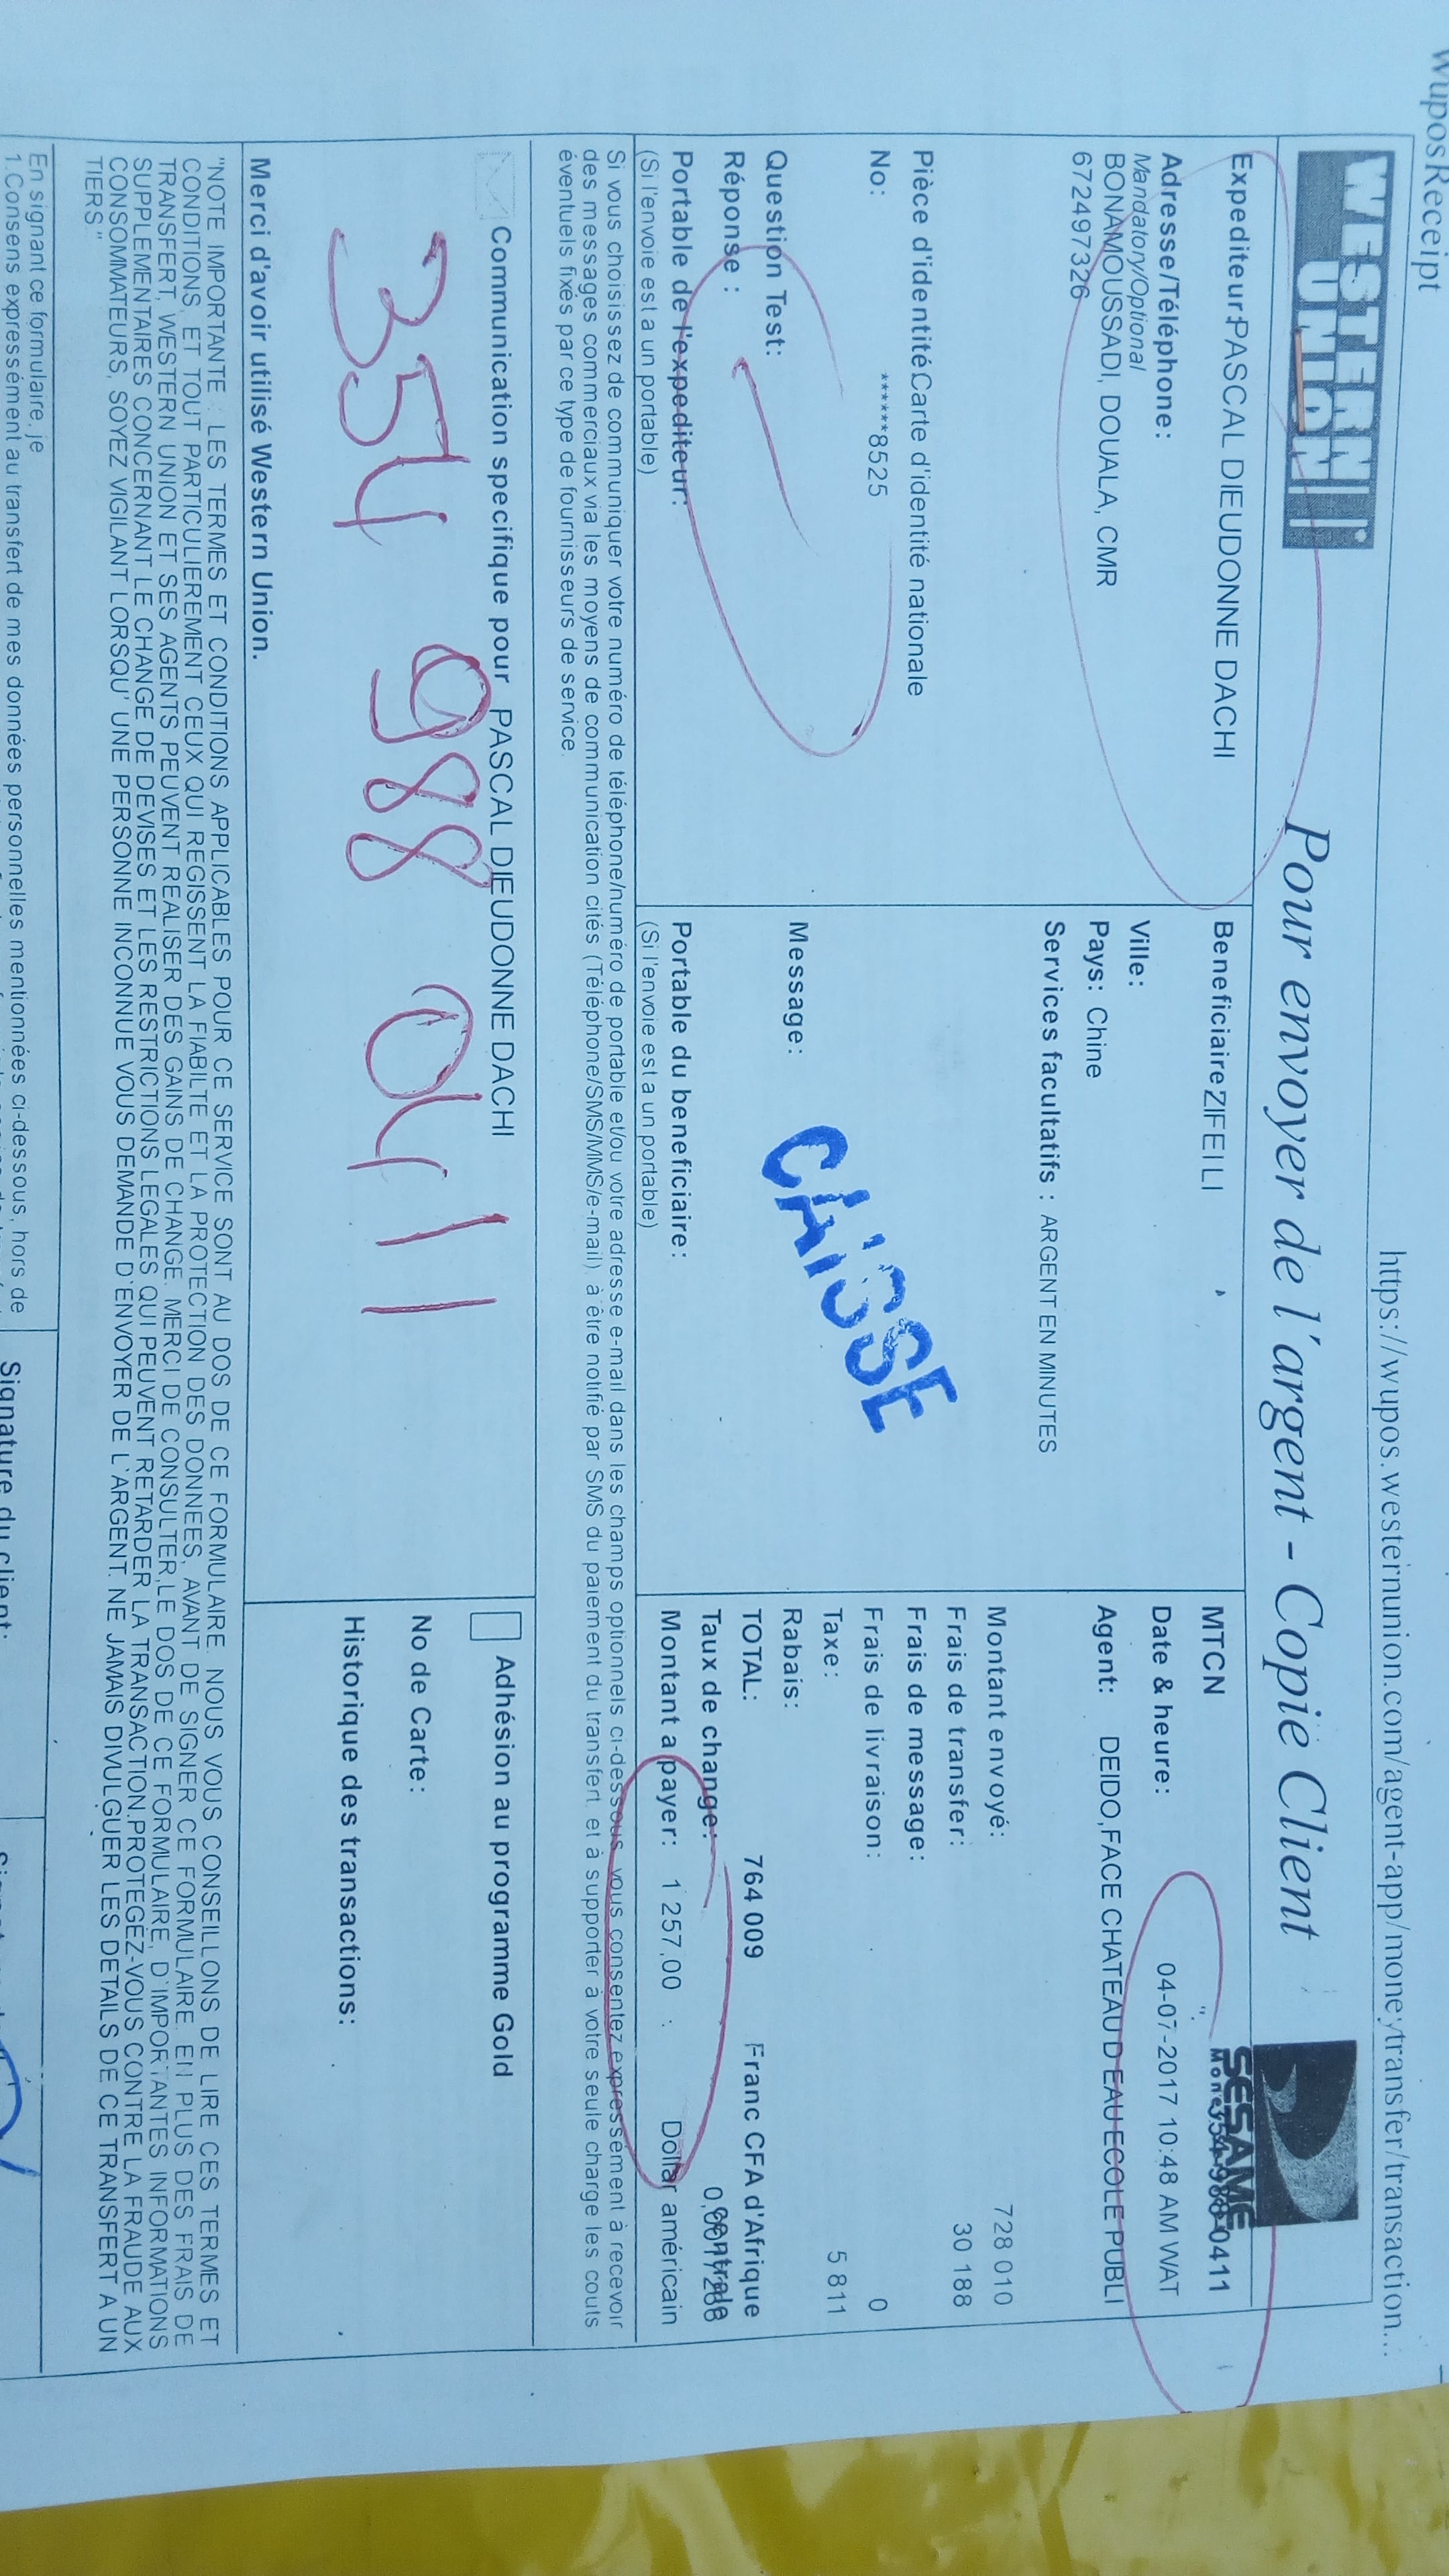 WuposReceipt
https://wupos.westernunion.com/agent-app/moneytransfer/transaction...
WESTERN
UNION
Pour envoyer de l'argent - Copie Client
Expediteur:PASCAL DIEUDONNE DACHI
Adresse/Téléphone:
Mandatory/Optional
BONAMOUSSADI, DOUALA, CMR
672497326
Pièce d'identité Carte d'identité nationale
No: ******8525
Question Test:
Réponse :
Portable de l'expediteur:
(Si l'envoie est a un portable)
Beneficiaire ZIFEI LI
Ville:
Pays: Chine
Services facultatifs : ARGENT EN MINUTES
Message:
CAISSE
Portable du beneficiaire:
(Si l'envoie est a un portable)
SESAME
MTCN 354-988-0411
Date & heure: 04-07-2017 10:48 AM WAT
Agent: DEIDO,FACE CHATEAU D EAU ECOLE PUBLI
Montant envoyé: 728 010
Frais de transfer: 30 188
Frais de message:
Frais de livraison: 0
Taxe: 5 811
Rabais:
TOTAL: 764 009 Franc CFA d'Afrique
centrale
Taux de change:
Montant a payer: 1 257,00 Dollar américain
Si vous choisissez de communiquer votre numéro de téléphone/numéro de portable et/ou votre adresse e-mail dans les champs optionnels ci-dessous, vous consentez expressément à recevoir
des messages commerciaux via les moyens de communication cités (Téléphone/SMS/MMS/e-mail), à être notifié par SMS du paiement du transfert, et à supporter à votre seule charge les couts
éventuels fixés par ce type de fournisseurs de service.
Communication specifique pour PASCAL DIEUDONNE DACHI
354 988 0411
Adhésion au programme Gold
No de Carte:
Historique des transactions:
Merci d'avoir utilisé Western Union.
"NOTE IMPORTANTE : LES TERMES ET CONDITIONS APPLICABLES POUR CE SERVICE SONT AU DOS DE CE FORMULAIRE. NOUS VOUS CONSEILLONS DE LIRE CES TERMES ET
CONDITIONS, ET TOUT PARTICULIEREMENT CEUX QUI REGISSENT LA FIABILTE ET LA PROTECTION DES DONNEES, AVANT DE SIGNER CE FORMULAIRE. EN PLUS DES FRAIS DE
TRANSFERT, WESTERN UNION ET SES AGENTS PEUVENT REALISER DES GAINS DE CHANGE. MERCI DE CONSULTER LE DOS DE CE FORMULAIRE, D'IMPORTANTES INFORMATIONS
SUPPLEMENTAIRES CONCERNANT LE CHANGE DE DEVISES ET LES RESTRICTIONS LEGALES QUI PEUVENT RETARDER LA TRANSACTION.PROTEGEZ-VOUS CONTRE LA FRAUDE AUX
CONSOMMATEURS, SOYEZ VIGILANT LORSQU' UNE PERSONNE INCONNUE VOUS DEMANDE D'ENVOYER DE L'ARGENT. NE JAMAIS DIVULGUER LES DETAILS DE CE TRANSFERT A UN
TIERS."
En signant ce formulaire, je
1.Consens expressément au transfert de mes données personnelles mentionnées ci-dessous, hors de
Signature du client: